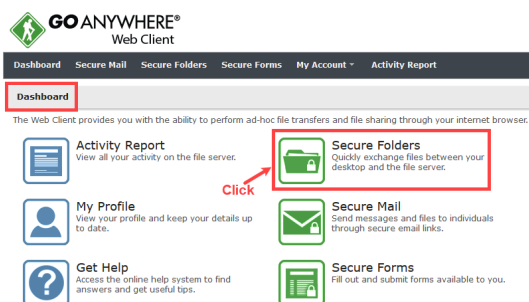 GO ANYWHERE®
Web Client
Dashboard Secure Mail Secure Folders Secure Forms My Account Activity Report
Dashboard
The Web Client provides you with the ability to perform ad-hoc file transfers and file sharing through your internet browser.
Activity Report
View all your activity on the file server.
Secure Folders
Quickly exchange files between your
desktop and the file server.
Click
My Profile
View your profile and keep your details up
to date.
Secure Mail
Send messages and files to individuals
through secure email links.
Get Help
Access the online help system to find
answers and get useful tips.
Secure Forms
Fill out and submit forms available to you.